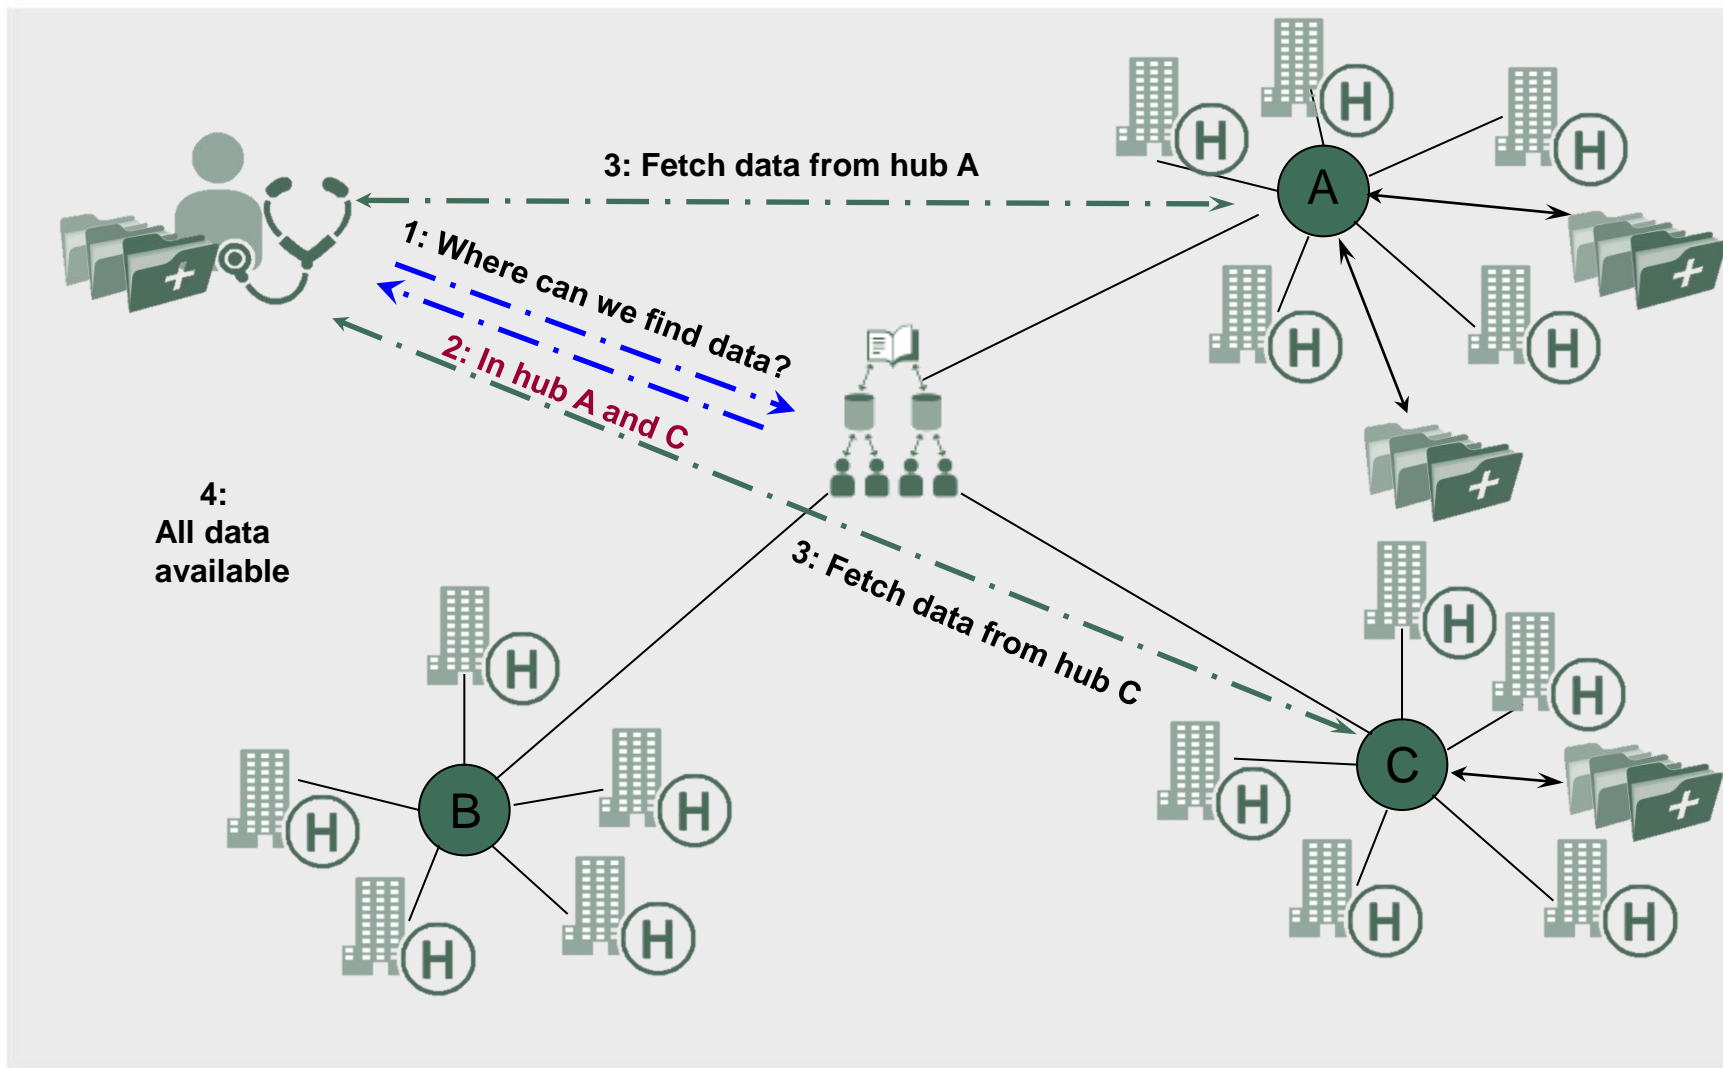 3: Fetch data from hub A
1: Where can we find data?
2: In hub A and C
3: Fetch data from hub C
4:
All data
available
A
H
H
H
H
H
B
H
H
H
H
H
C
H
H
H
H
H